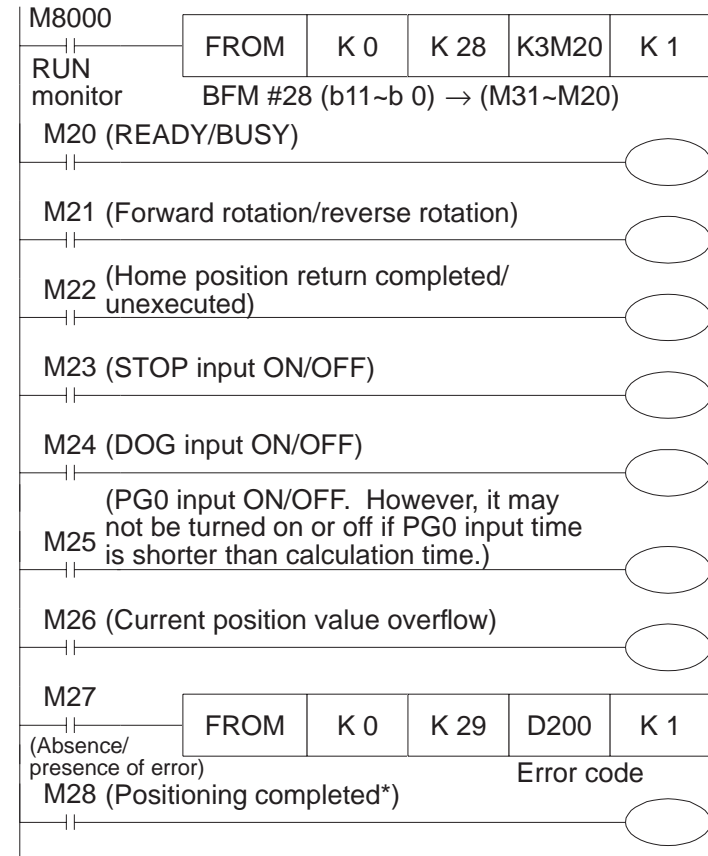 M8000
FROM K 0 K 28 K3M20 K 1
RUN
monitor BFM #28 (b11~b 0) → (M31~M20)
M20 (READY/BUSY)
M21 (Forward rotation/reverse rotation)
M22 (Home position return completed/
unexecuted)
M23 (STOP input ON/OFF)
M24 (DOG input ON/OFF)
(PG0 input ON/OFF. However, it may
not be turned on or off if PG0 input time
M25 is shorter than calculation time.)
M26 (Current position value overflow)
M27
FROM K 0 K 29 D200 K 1
(Absence/
presence of error) Error code
M28 (Positioning completed*)